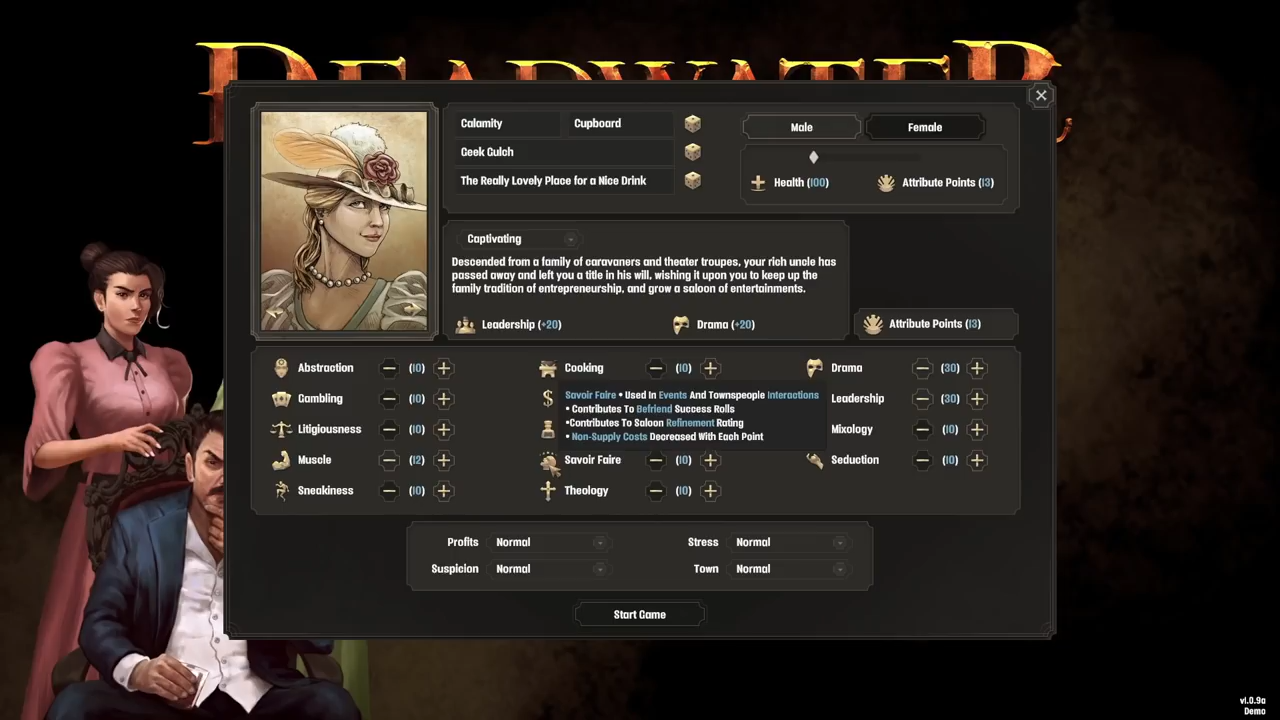 DEADWATER
Calamity Cupboard
Geek Gulch
The Really Lovely Place for a Nice Drink
Male Female
Health (100) Attribute Points (13)
Captivating
Descended from a family of caravaners and theater troupes, your rich uncle has
passed away and left you a title in his will, wishing it upon you to keep up the
family tradition of entrepreneurship, and grow a saloon of entertainments.
Leadership (+20) Drama (+20)
Attribute Points (13)
Abstraction (10) Cooking (10) Drama (30)
Gambling (10) $ Leadership (30)
Litigiousness (10) Mixology (10)
Savoir Faire • Used In Events And Townspeople Interactions
• Contributes To Befriend Success Rolls
•Contributes To Saloon Refinement Rating
• Non-Supply Costs Decreased With Each Point
Muscle (12) Savoir Faire (10) Seduction (10)
Sneakiness (10) Theology (10)
Profits Normal Stress Normal
Suspicion Normal Town Normal
Start Game
v1.0.9a
Demo